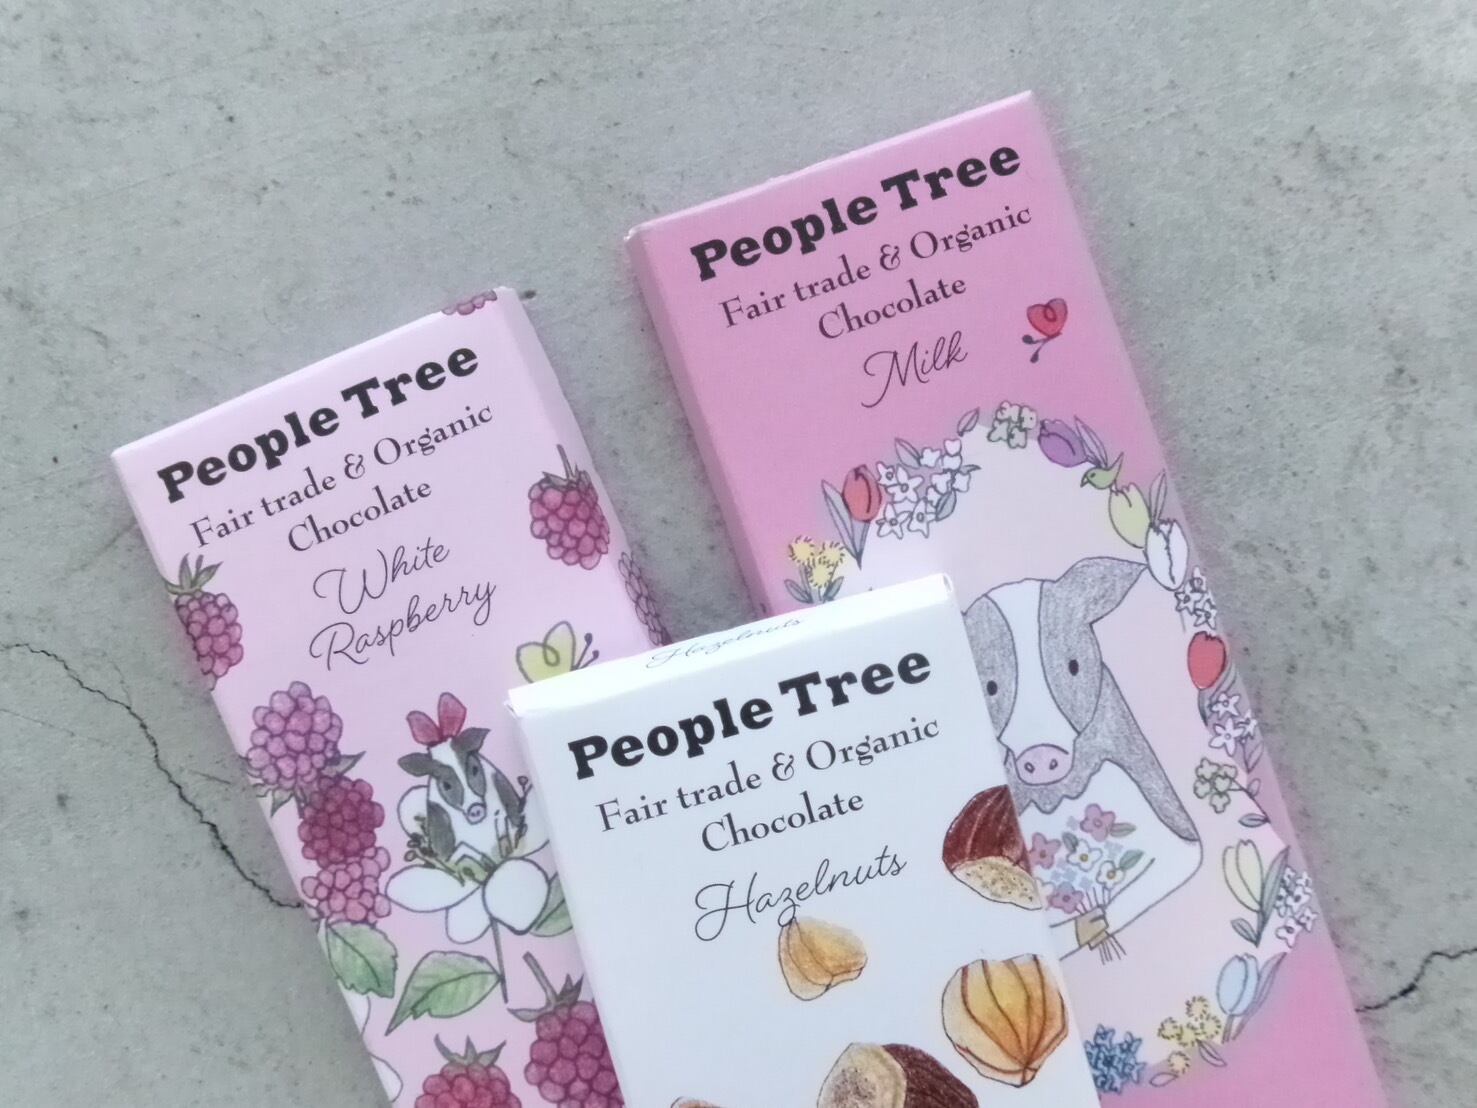 People Tree
Fair trade & Organic
Chocolate
White
Raspberry
People Tree
Fair trade & Organic
Chocolate
Milk
Hazelnuts
People Tree
Fair trade & Organic
Chocolate
Hazelnuts